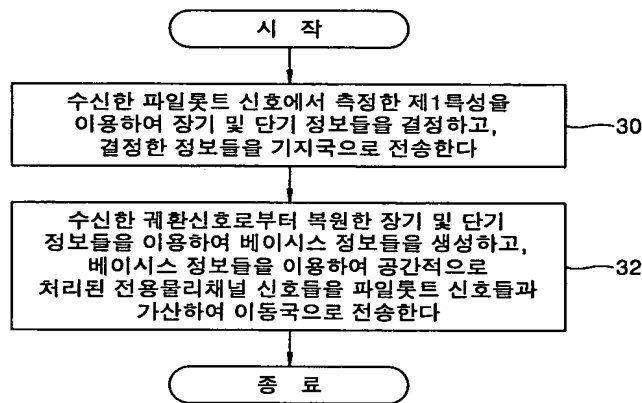 시 작
수신한 파일롯트 신호에서 측정한 제1특성을
이용하여 장기 및 단기 정보들을 결정하고,
결정한 정보들을 기지국으로 전송한다
30
수신한 궤환신호로부터 복원한 장기 및 단기
정보들을 이용하여 베이시스 정보들을 생성하고,
베이시스 정보들을 이용하여 공간적으로
처리된 전용물리채널 신호들을 파일롯트 신호들과
가산하여 이동국으로 전송한다
32
종 료